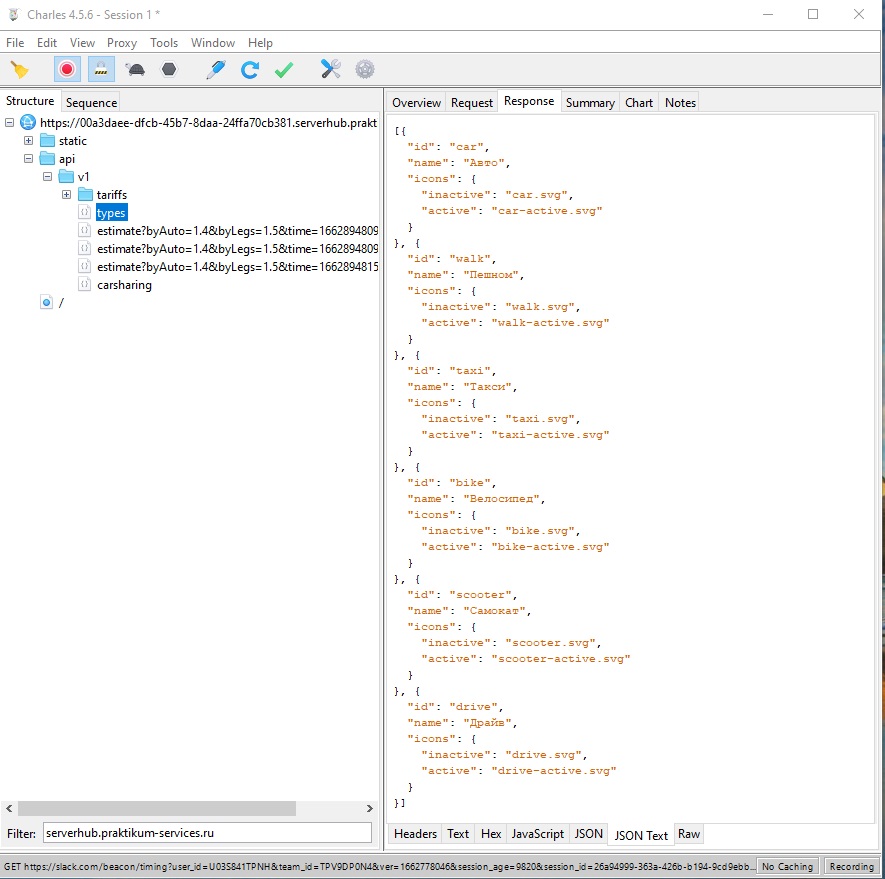 Charles 4.5.6 - Session 1 *
File Edit View Proxy Tools Window Help
Structure Sequence
https://00a3daee-dfcb-45b7-8daa-24ffa70cb381.serverhub.prakt
static
api
v1
tariffs
types
estimate?byAuto=1.4&byLegs=1.5&time=1662894809
estimate?byAuto=1.4&byLegs=1.5&time=1662894809
estimate?byAuto=1.4&byLegs=1.5&time=1662894815
carsharing
/
Filter: serverhub.praktikum-services.ru
Overview Request Response Summary Chart Notes
[{
"id": "car",
"name": "Авто",
"icons": {
"inactive": "car.svg",
"active": "car-active.svg"
}
}, {
"id": "walk",
"name": "Пешком",
"icons": {
"inactive": "walk.svg",
"active": "walk-active.svg"
}
}, {
"id": "taxi",
"name": "Такси",
"icons": {
"inactive": "taxi.svg",
"active": "taxi-active.svg"
}
}, {
"id": "bike",
"name": "Велосипед",
"icons": {
"inactive": "bike.svg",
"active": "bike-active.svg"
}
}, {
"id": "scooter",
"name": "Самокат",
"icons": {
"inactive": "scooter.svg",
"active": "scooter-active.svg"
}
}, {
"id": "drive",
"name": "Драйв",
"icons": {
"inactive": "drive.svg",
"active": "drive-active.svg"
}
}]
Headers Text Hex JavaScript JSON JSON Text Raw
GET https://slack.com/beacon/timing?user_id=U03S841TPNH&team_id=TPV9DP0N4&ver=1662778046&session_age=9820&session_id=26a94999-363a-426b-b194-9cd9ebb... No Caching Recording